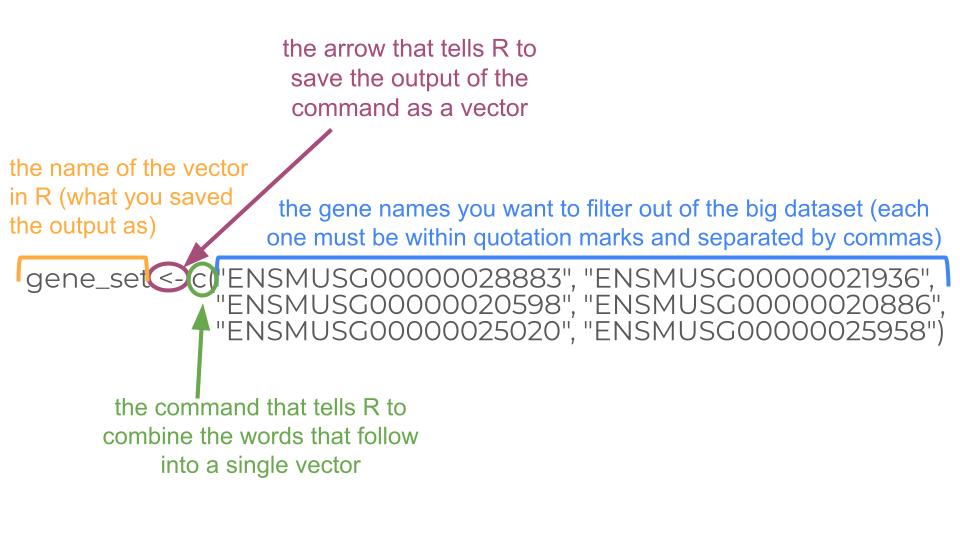 the arrow that tells R to
save the output of the
command as a vector
the name of the vector
in R (what you saved
the output as)
the gene names you want to filter out of the big dataset (each
one must be within quotation marks and separated by commas)
gene_set <- c("ENSMUSG00000028883", "ENSMUSG00000021936",
"ENSMUSG00000020598", "ENSMUSG00000020886",
"ENSMUSG00000025020", "ENSMUSG00000025958")
the command that tells R to
combine the words that follow
into a single vector